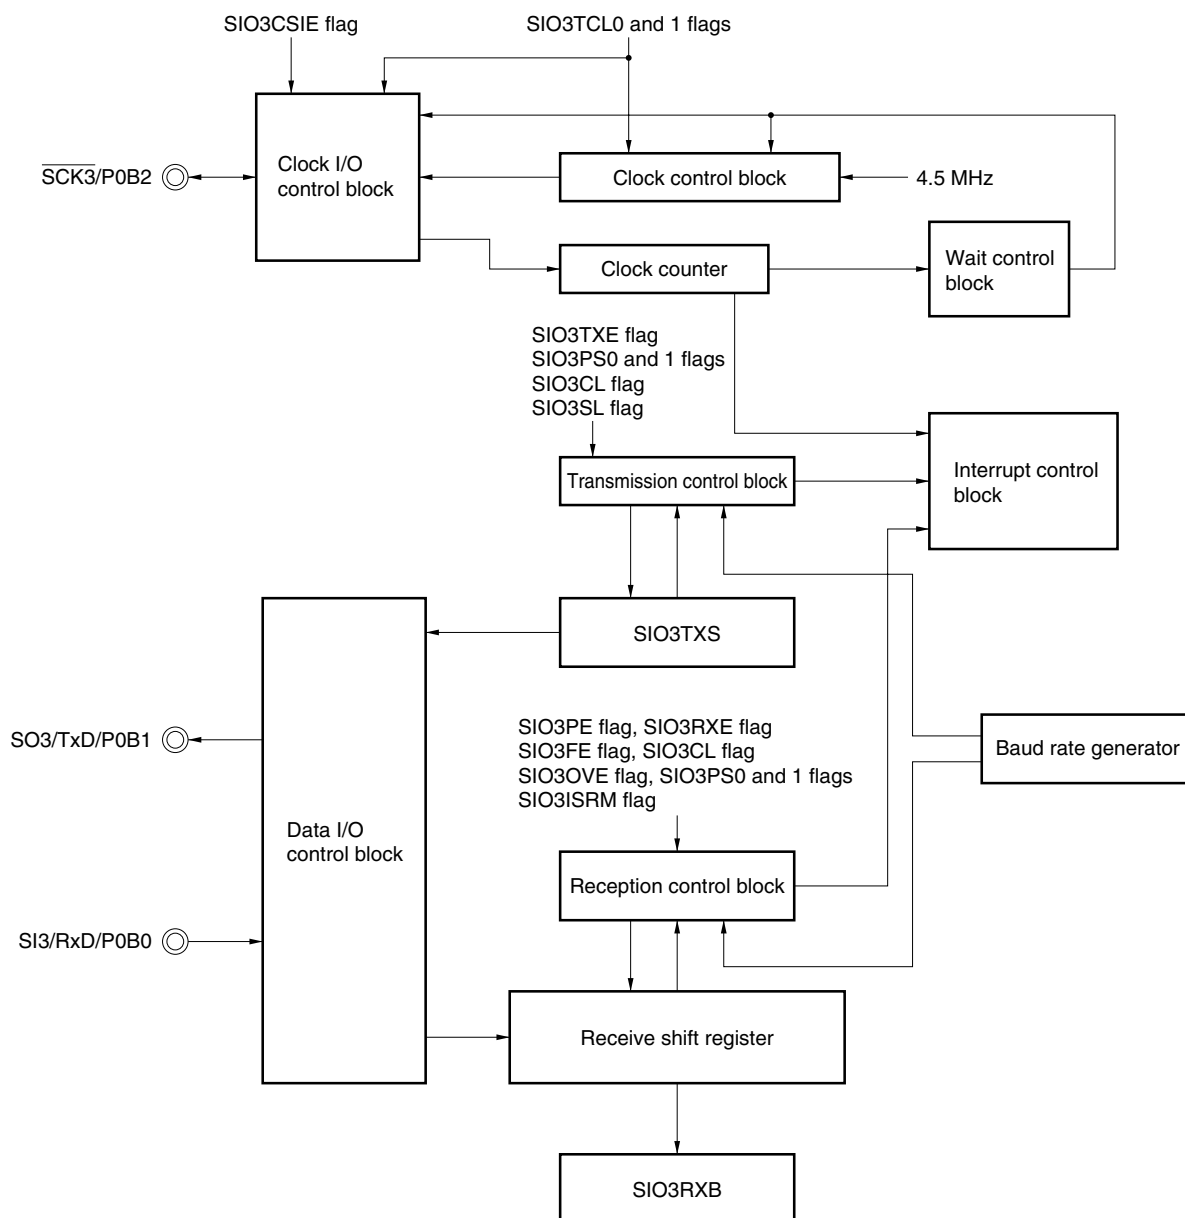 SIO3CSIE flag
SIO3TCL0 and 1 flags
SCK3/P0B2
Clock I/O
control block
Clock control block
4.5 MHz
Clock counter
Wait control
block
SIO3TXE flag
SIO3PS0 and 1 flags
SIO3CL flag
SIO3SL flag
Transmission control block
Interrupt control
block
SIO3TXS
SO3/TxD/P0B1
SIO3PE flag, SIO3RXE flag
SIO3FE flag, SIO3CL flag
SIO3OVE flag, SIO3PS0 and 1 flags
SIO3ISRM flag
Baud rate generator
Data I/O
control block
Reception control block
SI3/RxD/P0B0
Receive shift register
SIO3RXB